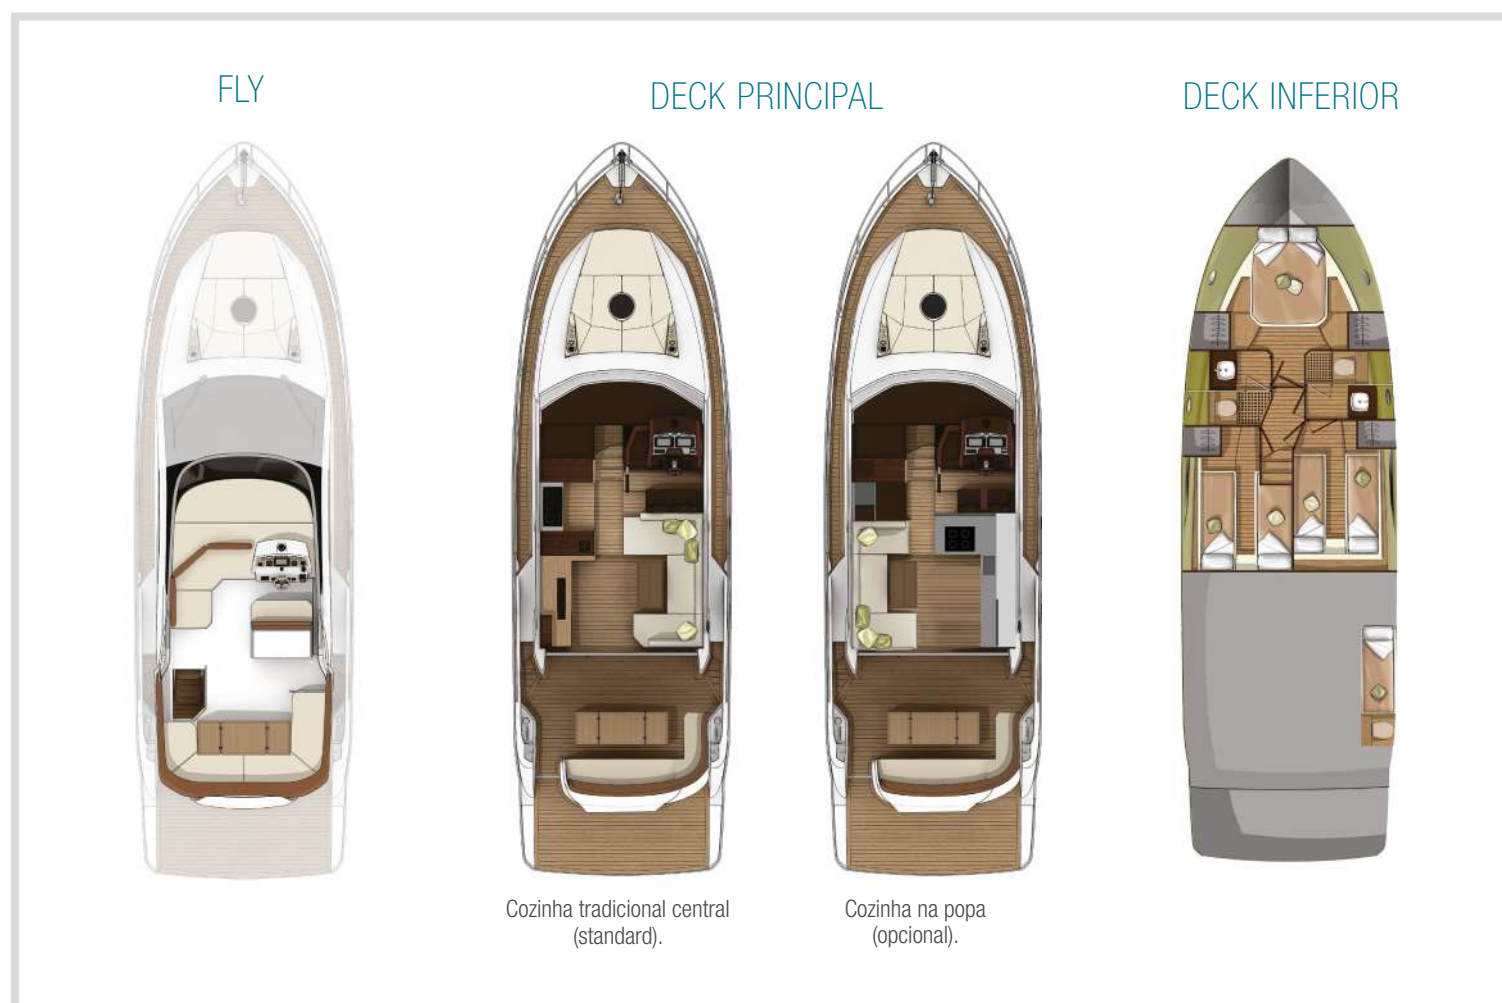 FLY
DECK PRINCIPAL
DECK INFERIOR
Cozinha tradicional central
(standard).
Cozinha na popa
(opcional).